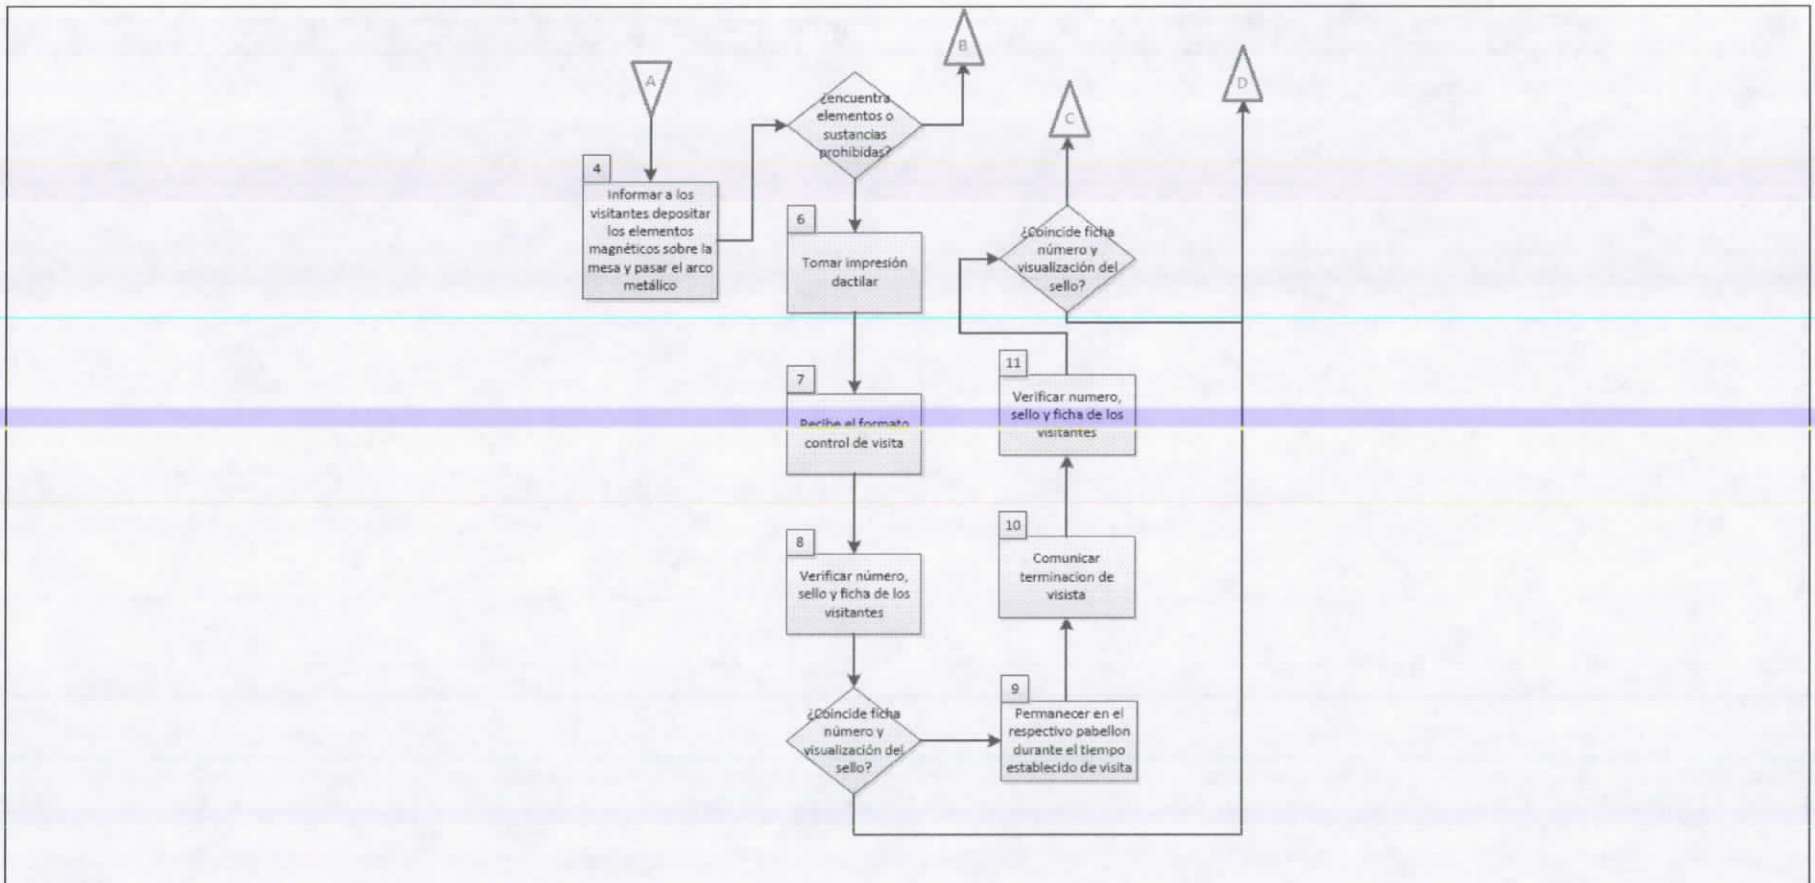 A
4
Informar a los
visitantes depositar
los elementos
magnéticos sobre la
mesa y pasar el arco
metálico
¿encuentra
elementos o
sustancias
prohibidas?
B
6
Tomar impresión
dactilar
7
Recibe el formato
control de visita
8
Verificar número,
sello y ficha de los
visitantes
¿Coincide ficha
número y
visualización del
sello?
9
Permanecer en el
respectivo pabellon
durante el tiempo
establecido de visita
10
Comunicar
terminacion de
visista
11
Verificar numero,
sello y ficha de los
visitantes
¿Coincide ficha
número y
visualización del
sello?
C
D